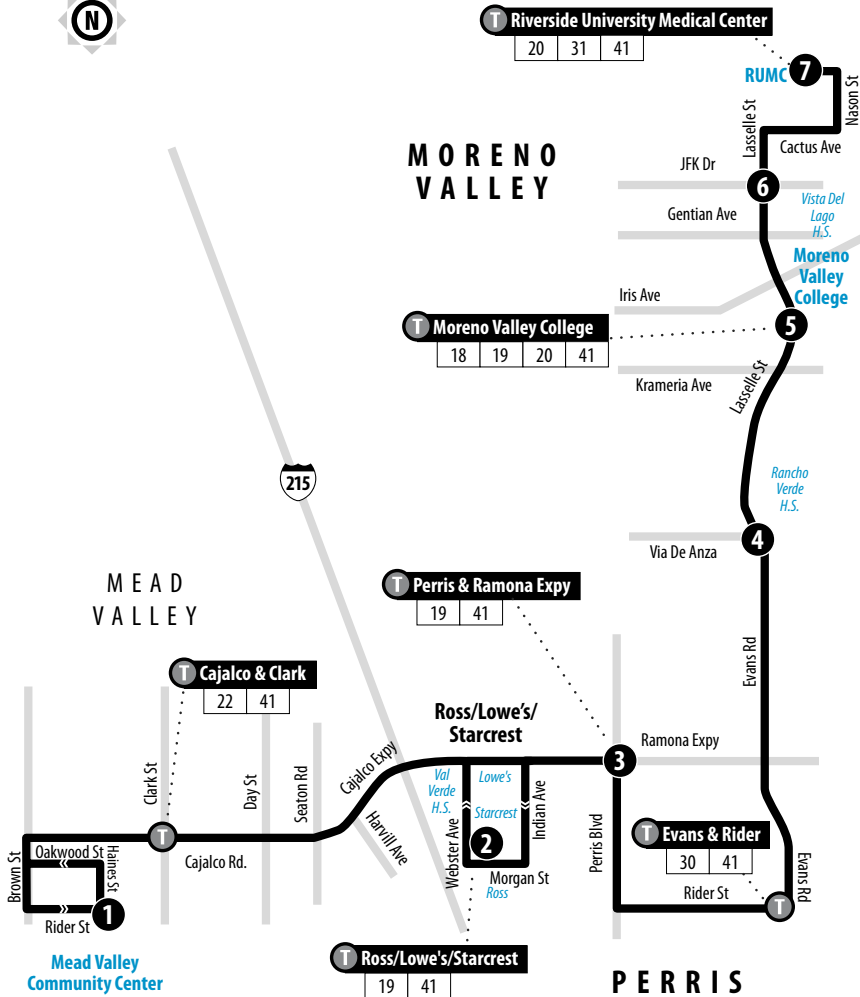 N
T Riverside University Medical Center
20 31 41
RUMC 7
Nason St
Lasselle St
Cactus Ave
MORENO
VALLEY
JFK Dr
6
Gentian Ave
Vista Del
Lago
H.S.
Moreno
Valley
College
Iris Ave
T Moreno Valley College
18 19 20 41
5
Krameria Ave
Lasselle St
215
Rancho
Verde
H.S.
4
Via De Anza
MEAD
VALLEY
T Perris & Ramona Expy
19 41
Evans Rd
T Cajalco & Clark
22 41
Ross/Lowe's/
Starcrest
Ramona Expy
3
Clark St
Day St
Seaton Rd
Cajalco Expy
Harvill Ave
Val
Verde
H.S.
Lowe's
Starcrest
Indian Ave
Webster Ave
2
Morgan St
Ross
Perris Blvd
T Evans & Rider
30 41
Evans Rd
Rider St
T
T
Cajalco Rd.
Brown St
Oakwood St
Haines St
1
Rider St
Mead Valley
Community Center
T Ross/Lowe's/Starcrest
19 41
PERRIS